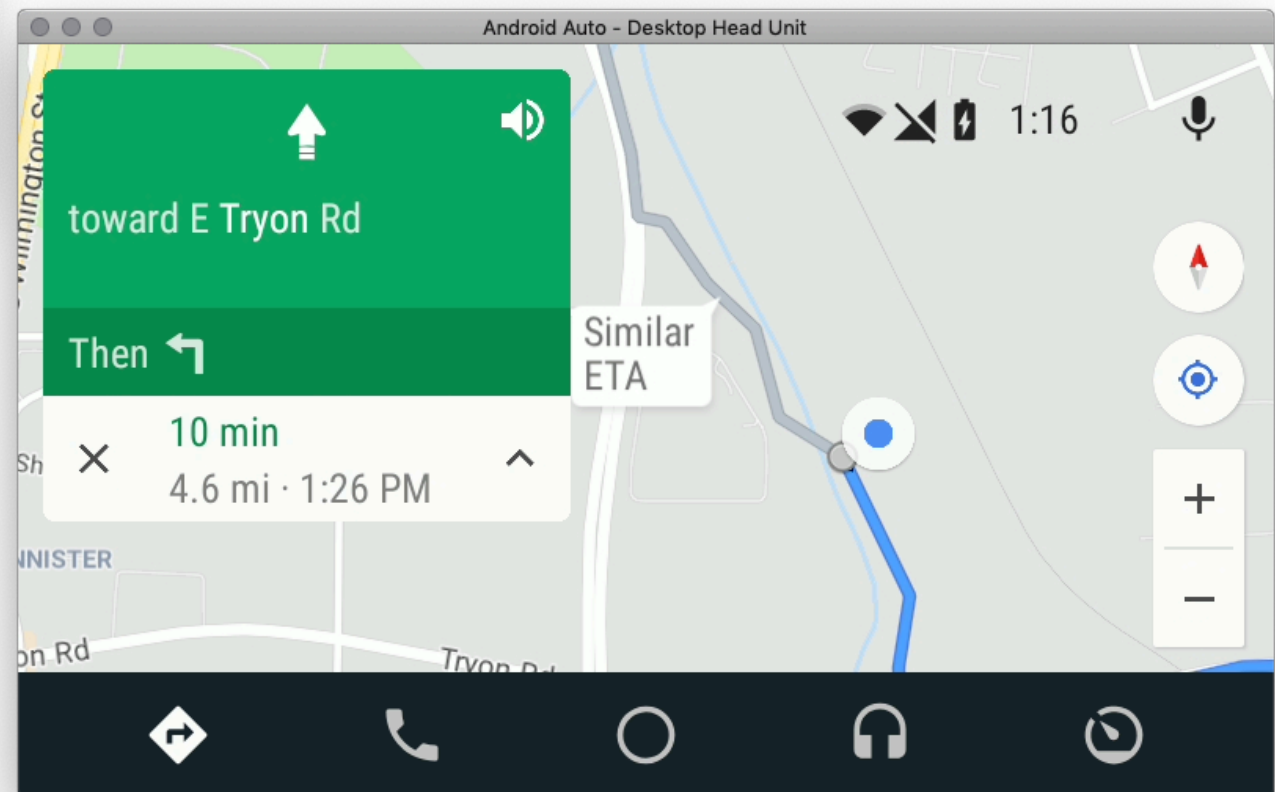 Android Auto - Desktop Head Unit
1:16
toward E Tryon Rd
Then
Similar
ETA
10 min
4.6 mi · 1:26 PM
Sh
NNISTER
on Rd
Tryon Rd